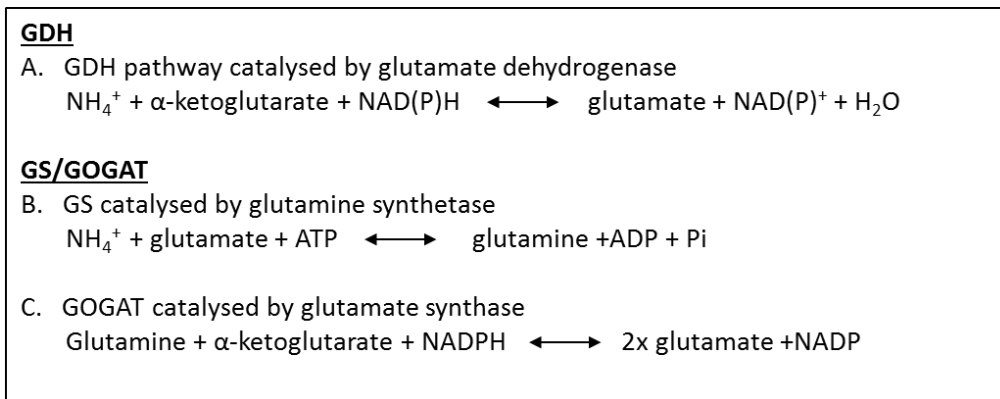 GDH
A. GDH pathway catalysed by glutamate dehydrogenase
NH₄⁺ + α-ketoglutarate + NAD(P)H ⟷ glutamate + NAD(P)⁺ + H₂O
GS/GOGAT
B. GS catalysed by glutamine synthetase
NH₄⁺ + glutamate + ATP ⟷ glutamine +ADP + Pi
C. GOGAT catalysed by glutamate synthase
Glutamine + α-ketoglutarate + NADPH ⟷ 2x glutamate +NADP